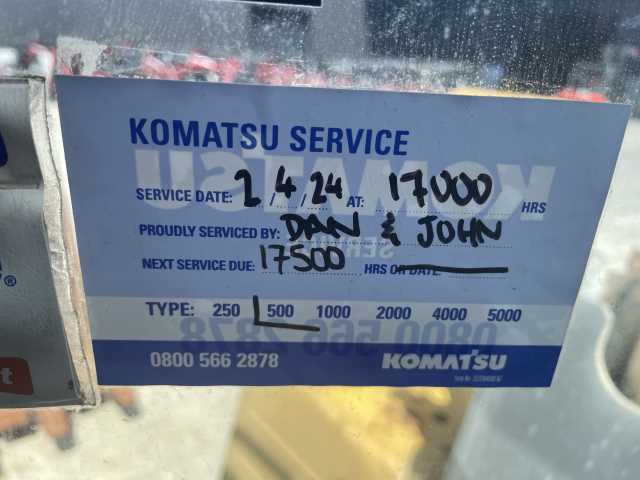 KOMATSU SERVICE
SERVICE DATE: 2/4/24 AT: 17000 HRS
PROUDLY SERVICED BY: DAN & JOHN
NEXT SERVICE DUE: 17500 HRS OR DATE
TYPE: 250 500 1000 2000 4000 5000
0800 566 2878 KOMATSU